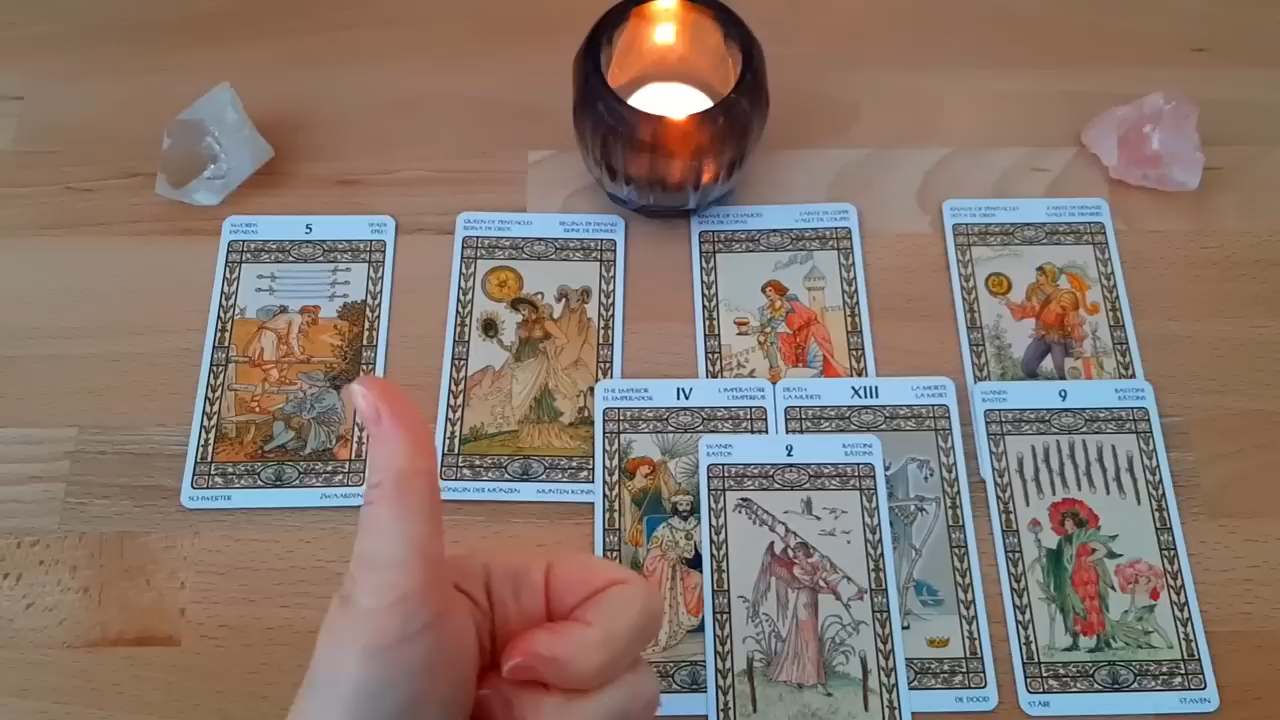 SWORDS
ESPADAS
5
SPADE
EPEES
SCHWERTER
ZWAARDEN
QUEEN OF PENTACLES
REINA DE OROS
REGINA DI DENARI
REINE DE DENIERS
KÖNIGIN DER MÜNZEN
MUNTEN KONIN
KNAVE OF CHALICES
SOTA DE COPAS
FANTE DI COPPE
VALET DE COUPES
KNAVE OF PENTACLES
SOTA DE OROS
FANTE DI DENARI
VALET DE DENIERS
THE EMPEROR
EL EMPERADOR
IV
L'IMPERATORE
L'EMPEREUR
DEATH
LA MUERTE
XIII
LA MORTE
LA MORT
DE DOOD
WANDS
BASTOS
9
BASTONI
BÂTONS
STÄBE
STAVEN
WANDS
BASTOS
2
BASTONI
BÂTONS